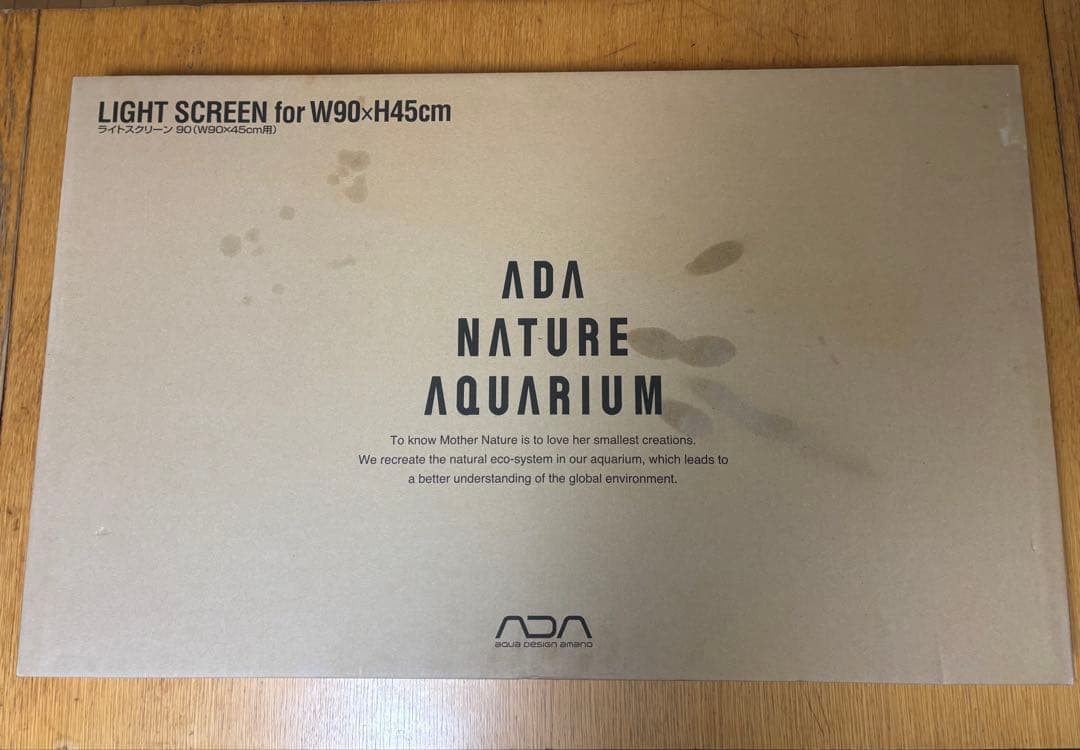 LIGHT SCREEN for W90×H45cm
ライトスクリーン 90(W90×45cm用)
ADA
NATURE
AQUARIUM
To know Mother Nature is to love her smallest creations.
We recreate the natural eco-system in our aquarium, which leads to
a better understanding of the global environment.
ADA
AQUA DESIGN AMANO